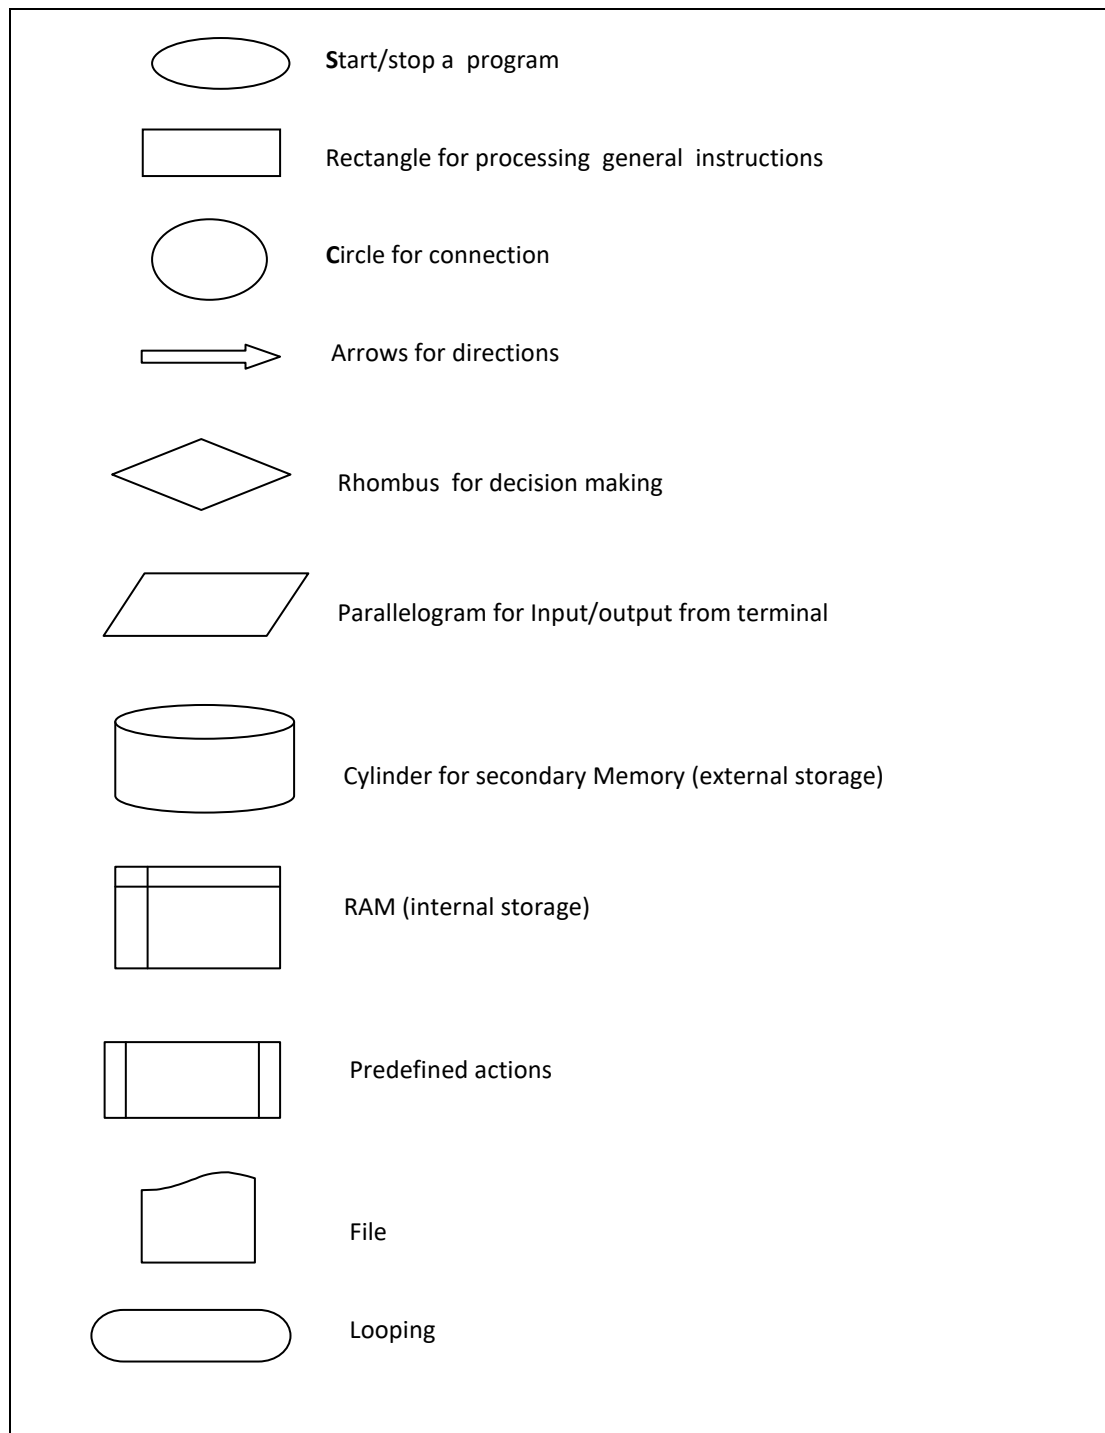 Start/stop a program
Rectangle for processing general instructions
Circle for connection
Arrows for directions
Rhombus for decision making
Parallelogram for Input/output from terminal
Cylinder for secondary Memory (external storage)
RAM (internal storage)
Predefined actions
File
Looping